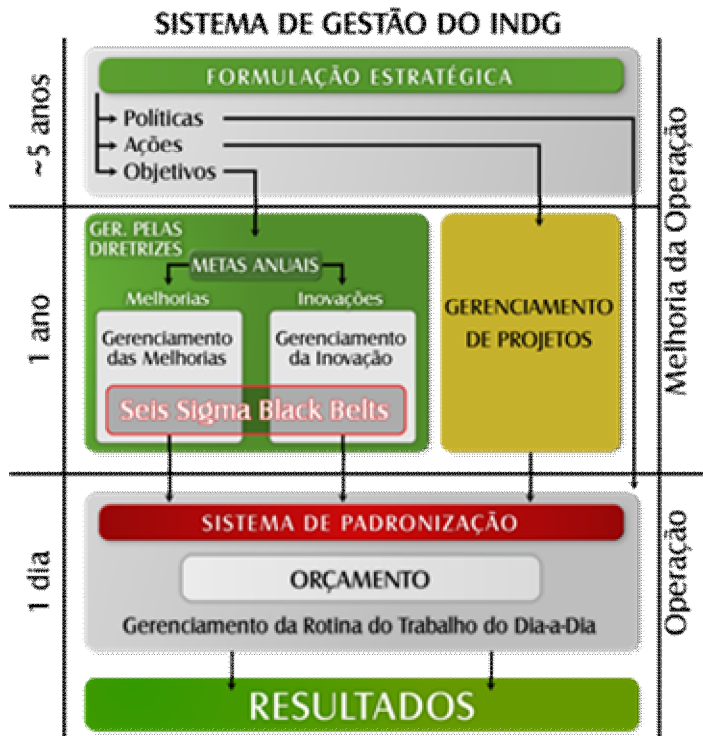 SISTEMA DE GESTÃO DO INDG
~5 anos
FORMULAÇÃO ESTRATÉGICA
Políticas
Ações
Objetivos
Melhoria da Operação
1 ano
GER. PELAS
DIRETRIZES
METAS ANUAIS
Melhorias
Inovações
Gerenciamento
das Melhorias
Gerenciamento
da Inovação
Seis Sigma Black Belts
GERENCIAMENTO
DE PROJETOS
1 dia
SISTEMA DE PADRONIZAÇÃO
ORÇAMENTO
Gerenciamento da Rotina do Trabalho do Dia-a-Dia
Operação
RESULTADOS